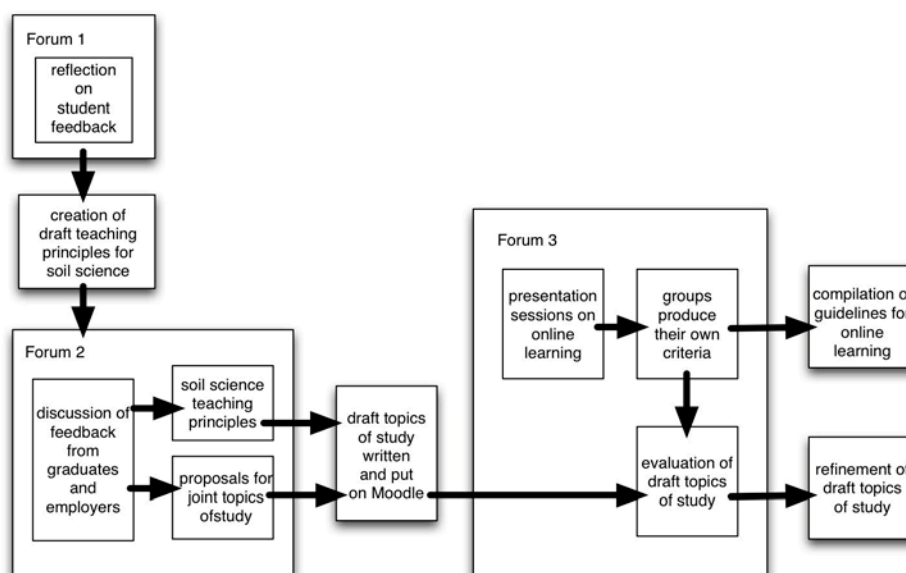 Forum 1
reflection
on
student
feedback
creation of
draft teaching
principles for
soil science
Forum 2
discussion of
feedback
from
graduates
and
employers
soil science
teaching
principles
proposals for
joint topics
ofstudy
draft topics
of study
written
and put
on Moodle
Forum 3
presentation
sessions on
online
learning
groups
produce
their own
criteria
evaluation of
draft topics
of study
compilation o
guidelines for
online
learning
refinement of
draft topics
of study